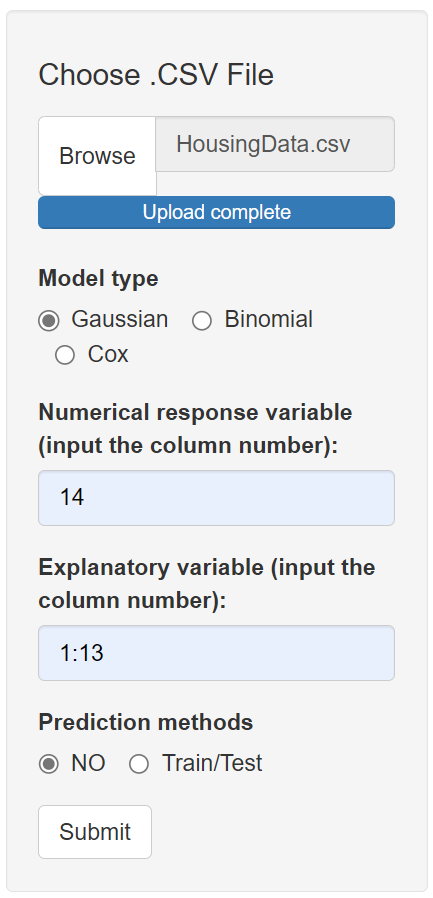 Choose .CSV File
Browse HousingData.csv
Upload complete
Model type
Gaussian Binomial
Cox
Numerical response variable
(input the column number):
14
Explanatory variable (input the
column number):
1:13
Prediction methods
NO Train/Test
Submit